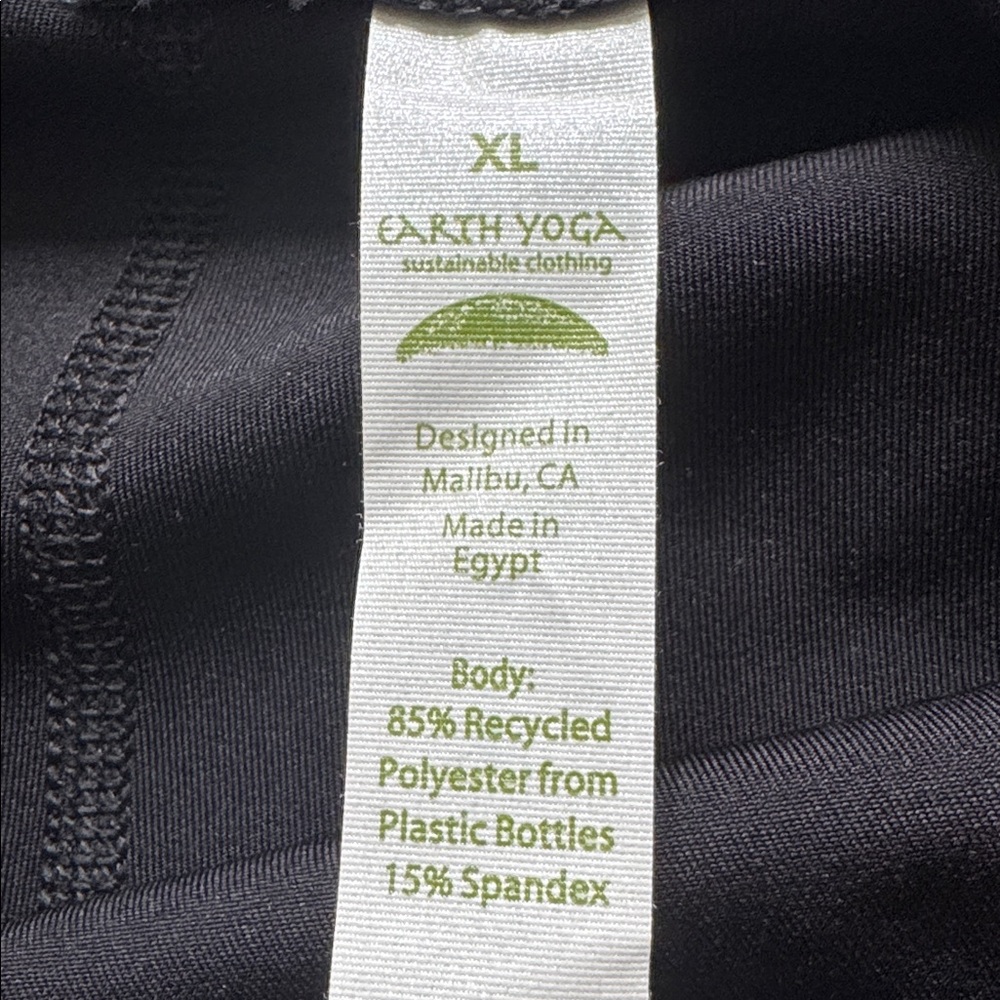 XL
EARTH YOGA
sustainable clothing
Designed in
Malibu, CA
Made in
Egypt
Body:
85% Recycled
Polyester from
Plastic Bottles
15% Spandex